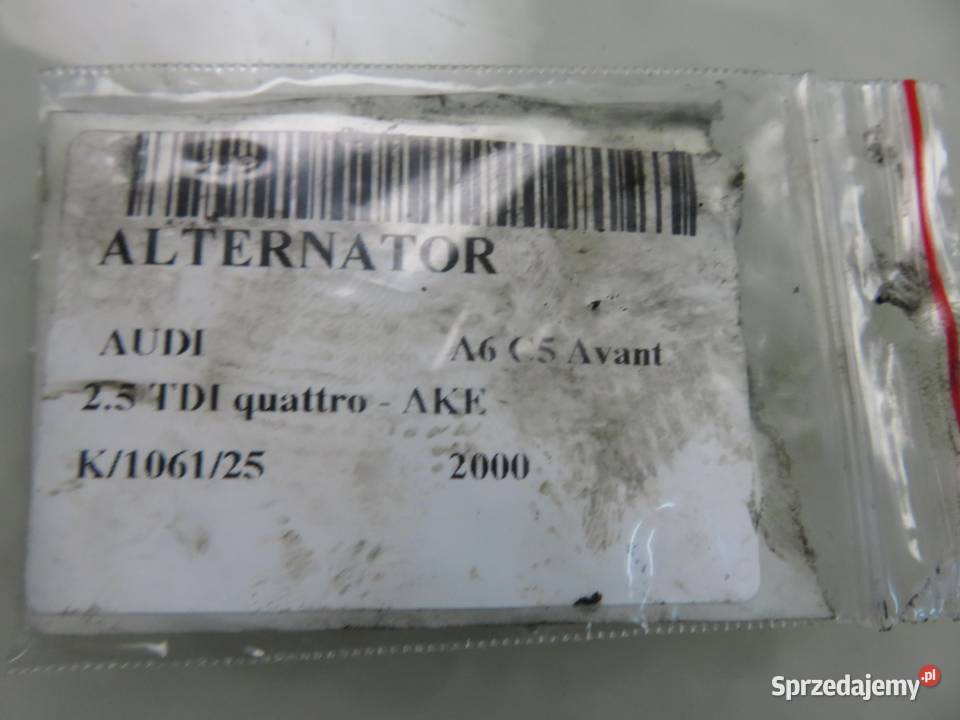 ALTERNATOR
AUDI A6 C5 Avant
2.5 TDI quattro - AKE -
K/1061/25 2000
Sprzedajemy.pl